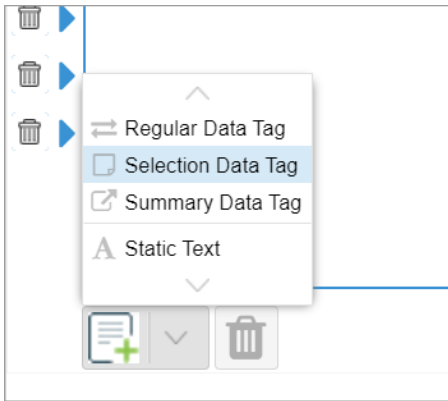 Regular Data Tag
Selection Data Tag
Summary Data Tag
Static Text